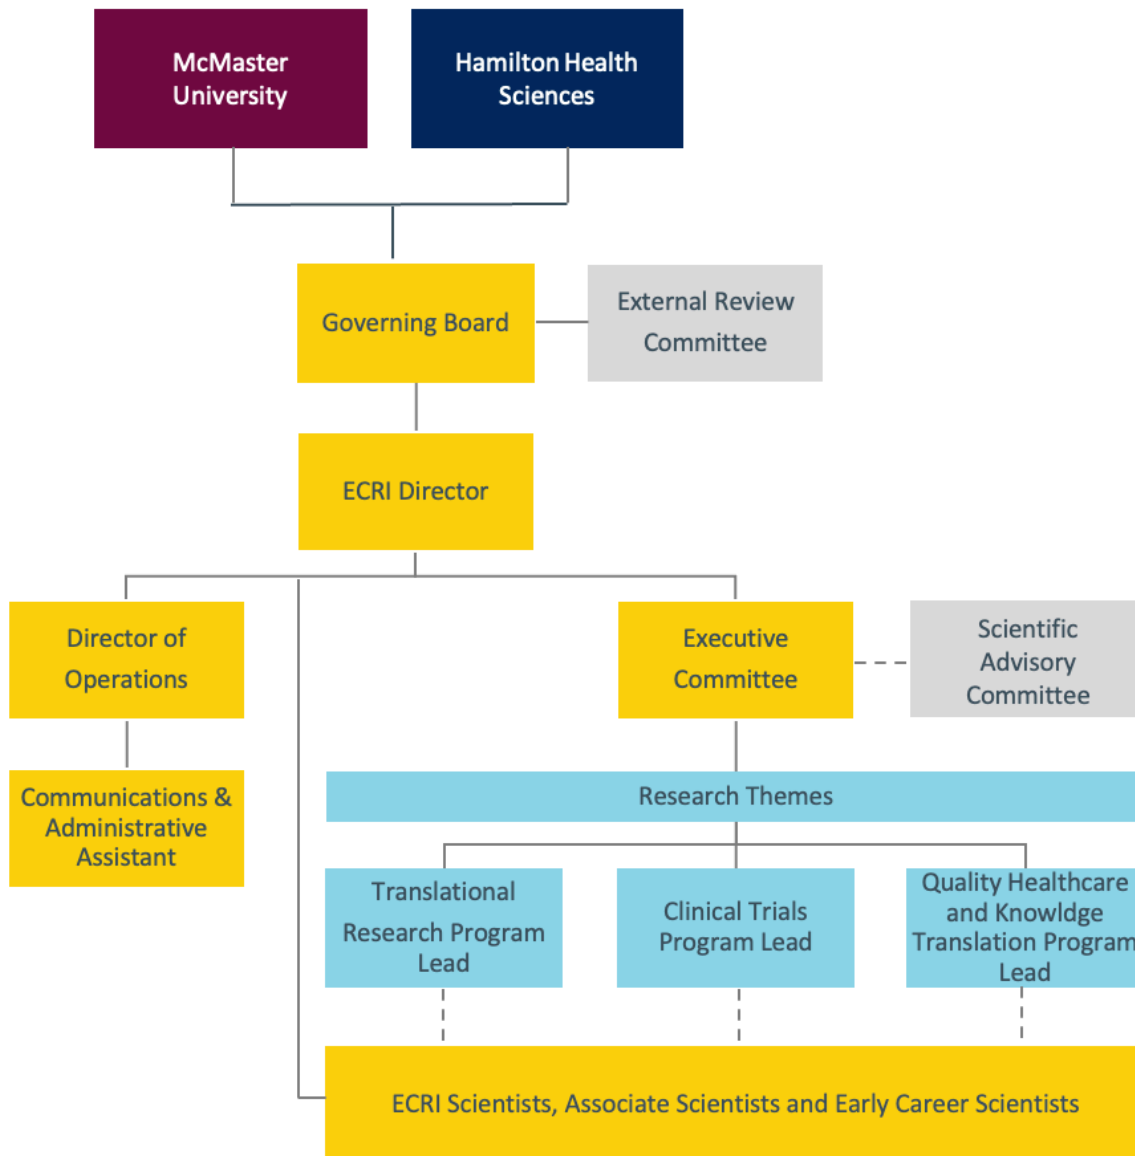 McMaster
University
Hamilton Health
Sciences
Governing Board
External Review
Committee
ECRI Director
Director of
Operations
Executive
Committee
Scientific
Advisory
Committee
Communications &
Administrative
Assistant
Research Themes
Translational
Research Program
Lead
Clinical Trials
Program Lead
Quality Healthcare
and Knowldge
Translation Program
Lead
ECRI Scientists, Associate Scientists and Early Career Scientists